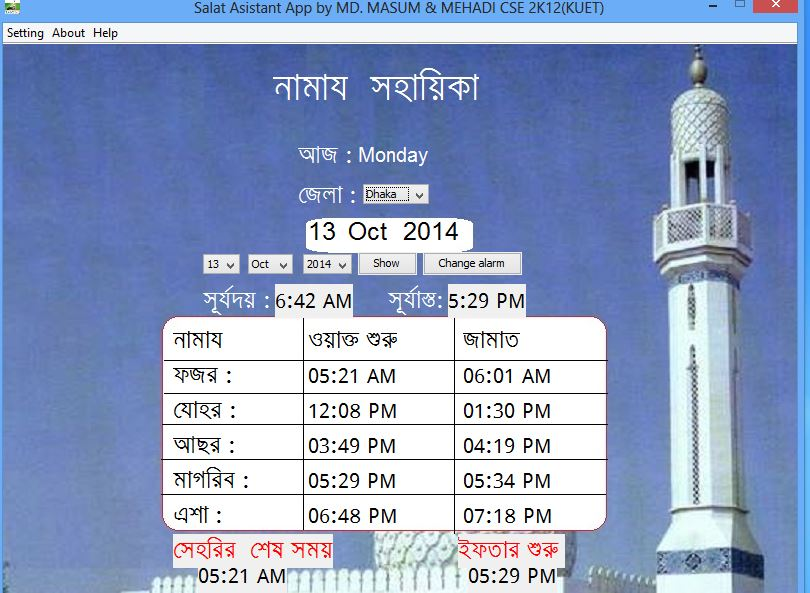 Salat Asistant App by MD. MASUM & MEHADI CSE 2K12(KUET)
Setting About Help
নামায সহায়িকা
আজ : Monday
জেলা : Dhaka
13 Oct 2014
13 Oct 2014 Show Change alarm
সূর্যদয় : 6:42 AM সূর্যাস্ত: 5:29 PM
নামায ওয়াক্ত শুরু জামাত
ফজর : 05:21 AM 06:01 AM
যোহর : 12:08 PM 01:30 PM
আছর : 03:49 PM 04:19 PM
মাগরিব : 05:29 PM 05:34 PM
এশা : 06:48 PM 07:18 PM
সেহরির শেষ সময় ইফতার শুরু
05:21 AM 05:29 PM